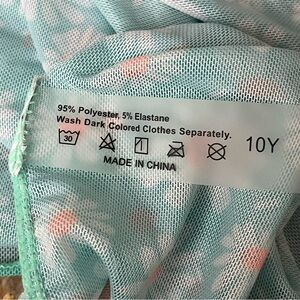 95% Polyester, 5% Elastane
Wash Dark Colored Clothes Separately.
30
10Y
MADE IN CHINA